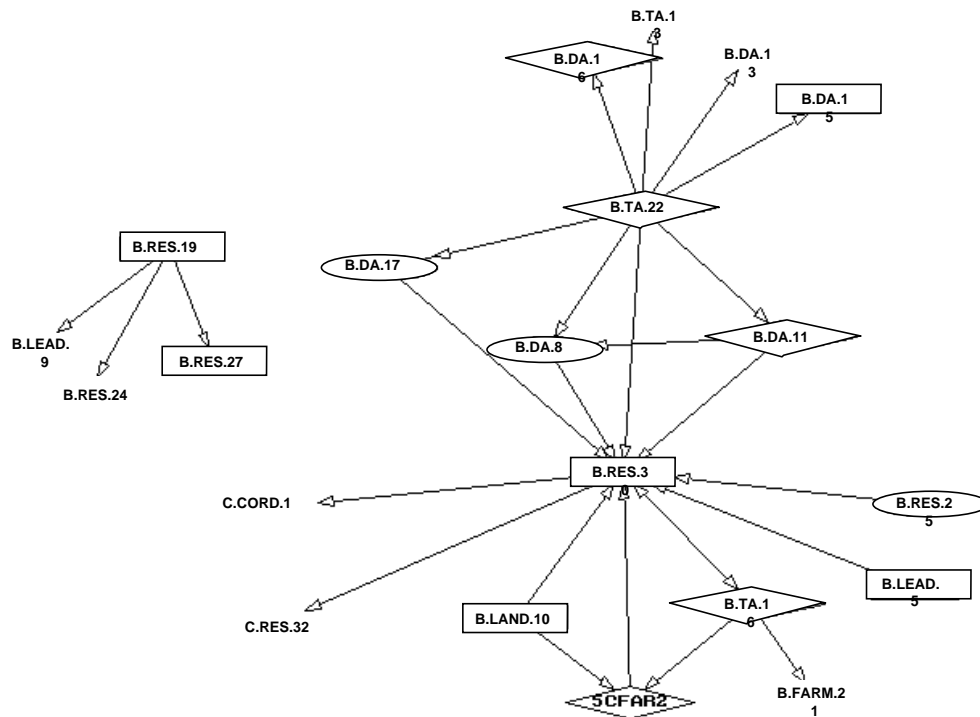 B.TA.1
3
B.DA.1
6
B.DA.1
3
B.DA.1
5
B.TA.22
B.RES.19
B.DA.17
B.LEAD.
9
B.RES.27
B.RES.24
B.DA.8
B.DA.11
B.RES.3
0
C.CORD.1
B.RES.2
5
B.LEAD.
5
C.RES.32
B.LAND.10
B.TA.1
6
5CFAR2
B.FARM.2
1